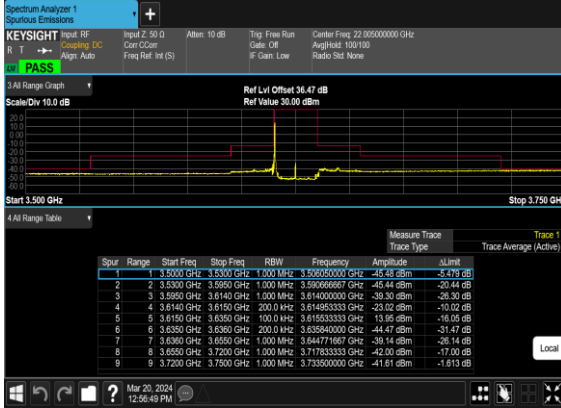 Spectrum Analyzer 1
Spurious Emissions
+
KEYSIGHT Input: RF Input Z: 50 Ω Atten: 10 dB Trig: Free Run Center Freq: 22.005000000 GHz
R T Coupling: DC Corr CCorr Gate: Off Avg|Hold: 100/100
Align: Auto Freq Ref: Int (S) IF Gain: Low Radio Std: None
PASS
3 All Range Graph
Ref Lvl Offset 36.47 dB
Scale/Div 10.0 dB Ref Value 30.00 dBm
20.0
10.0
0.00
-10.0
-20.0
-30.0
-40.0
-50.0
-60.0
Start 3.500 GHz Stop 3.750 GH
4 All Range Table
Measure Trace Trace 1
Trace Type Trace Average (Active)
Spur Range Start Freq Stop Freq RBW Frequency Amplitude ΔLimit
1 1 3.5000 GHz 3.5300 GHz 1.000 MHz 3.506050000 GHz -45.48 dBm -5.479 dB
2 2 3.5300 GHz 3.5950 GHz 1.000 MHz 3.590666667 GHz -45.44 dBm -20.44 dB
3 3 3.5950 GHz 3.6140 GHz 1.000 MHz 3.614000000 GHz -39.30 dBm -26.30 dB
4 4 3.6140 GHz 3.6150 GHz 200.0 kHz 3.614953333 GHz -23.02 dBm -10.02 dB
5 5 3.6150 GHz 3.6350 GHz 100.0 kHz 3.615533333 GHz 13.95 dBm -16.05 dB
6 6 3.6350 GHz 3.6360 GHz 200.0 kHz 3.635840000 GHz -44.47 dBm -31.47 dB
7 7 3.6360 GHz 3.6550 GHz 1.000 MHz 3.644771667 GHz -39.14 dBm -26.14 dB
8 8 3.6550 GHz 3.7200 GHz 1.000 MHz 3.717833333 GHz -42.00 dBm -17.00 dB
9 9 3.7200 GHz 3.7500 GHz 1.000 MHz 3.733500000 GHz -41.61 dBm -1.613 dB
Local
? Mar 20, 2024
12:56:49 PM